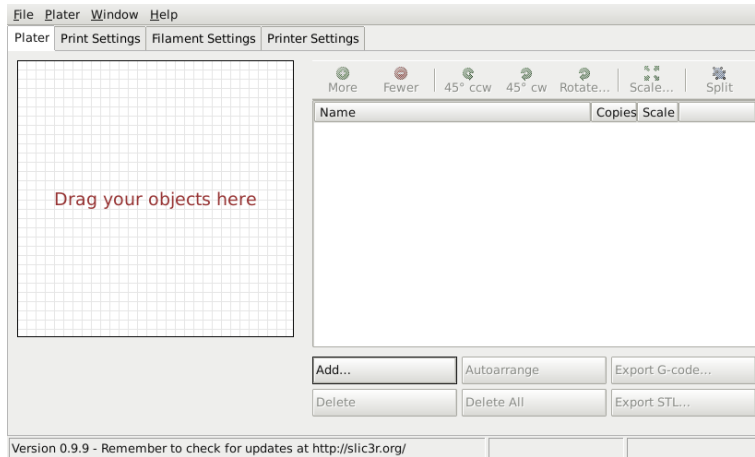 File Plater Window Help
Plater Print Settings Filament Settings Printer Settings
More Fewer 45° ccw 45° cw Rotate... Scale... Split
Name Copies Scale
Drag your objects here
Add... Autoarrange Export G-code...
Delete Delete All Export STL...
Version 0.9.9 - Remember to check for updates at http://slic3r.org/